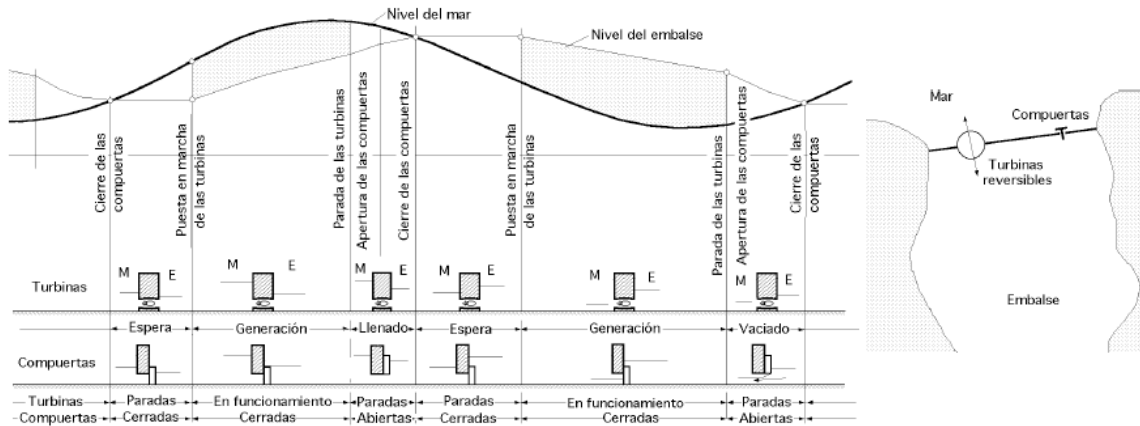 Nivel del mar
Nivel del embalse
Cierre de las
compuertas
Puesta en marcha
de las turbinas
Parada de las turbinas
Apertura de las compuertas
Cierre de las compuertas
Puesta en marcha
de las turbinas
Parada de las turbinas
Apertura de las compuertas
Cierre de las
compuertas
Mar
Compuertas
Turbinas
reversibles
Embalse
Turbinas
M E
M E
M E
M E
M E
M E
Espera Generación Llenado Espera Generación Vaciado
Compuertas
Turbinas Paradas En funcionamiento Paradas Paradas En funcionamiento Paradas
Compuertas Cerradas Cerradas Abiertas Cerradas Cerradas Abiertas